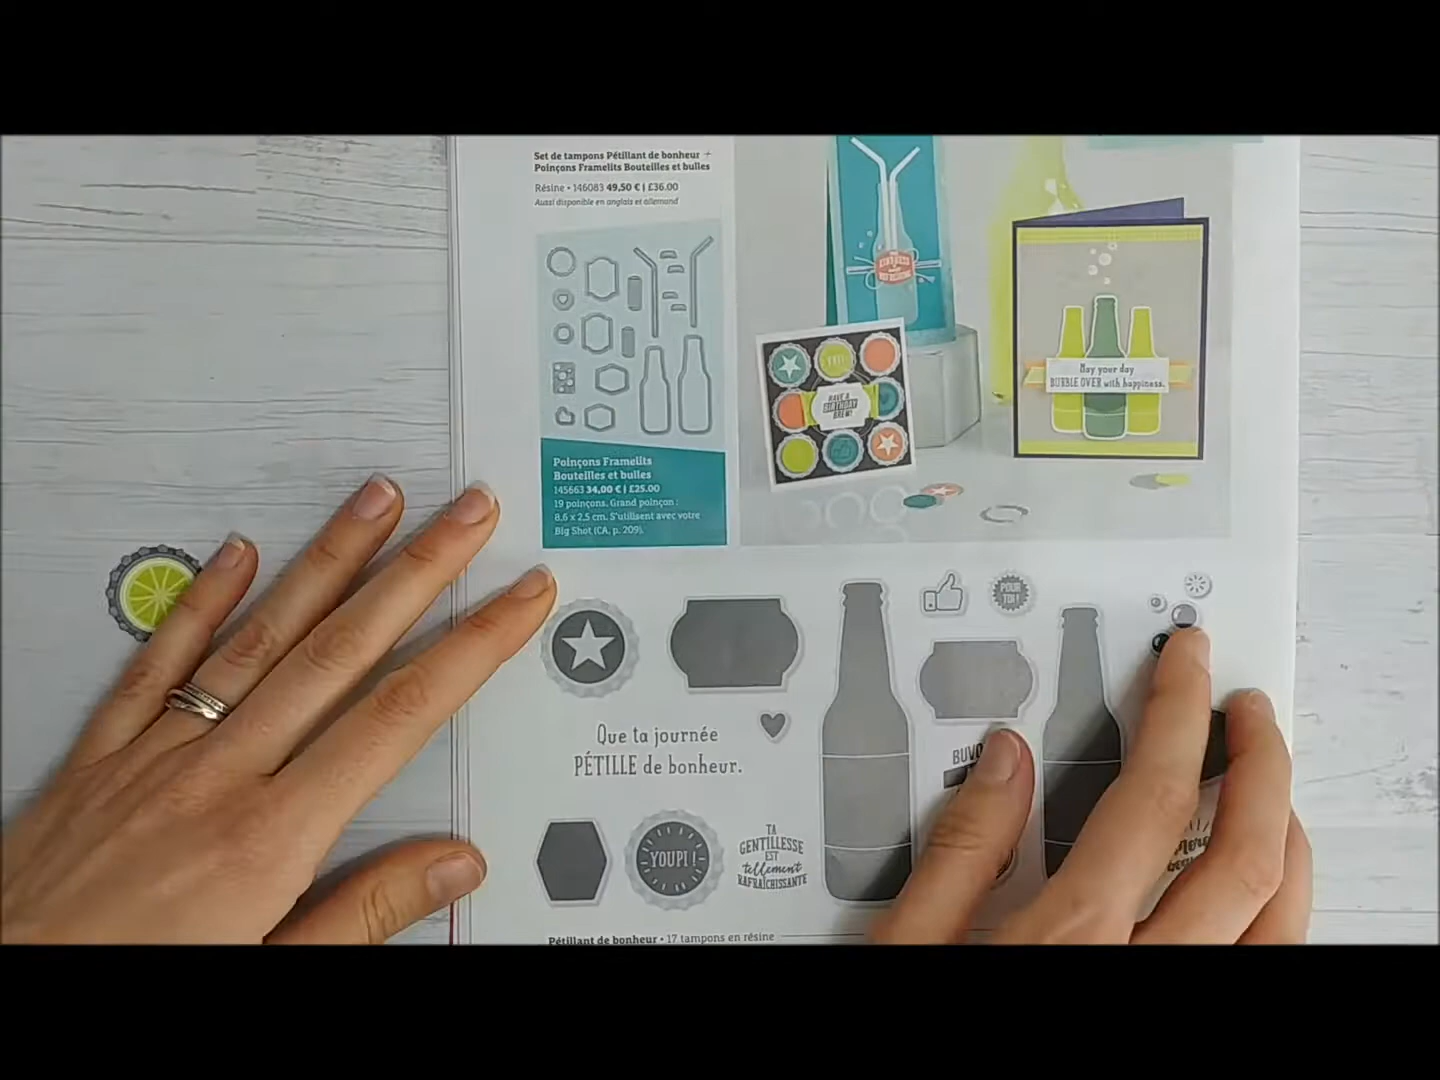 Set de tampons Pétillant de bonheur +
Poinçons Framelits Bouteilles et bulles
Résine • 146083 49,50 € | £36.00
Aussi disponible en anglais et allemand
Poinçons Framelits
Bouteilles et bulles
145663 34,00 € | £25.00
19 poinçons. Grand poinçon :
8,6 x 2,5 cm. S'utilisent avec votre
Big Shot (CA, p. 209).
KINDNESS
HAVE A
BIRTHDAY
BREW!
May your day
BUBBLE OVER with happiness.
POUR
TOI !
Que ta journée
PÉTILLE de bonheur.
YOUPI !
TA
GENTILLESSE
EST
tellement
RAFRAÎCHISSANTE
Pétillant de bonheur • 17 tampons en résine